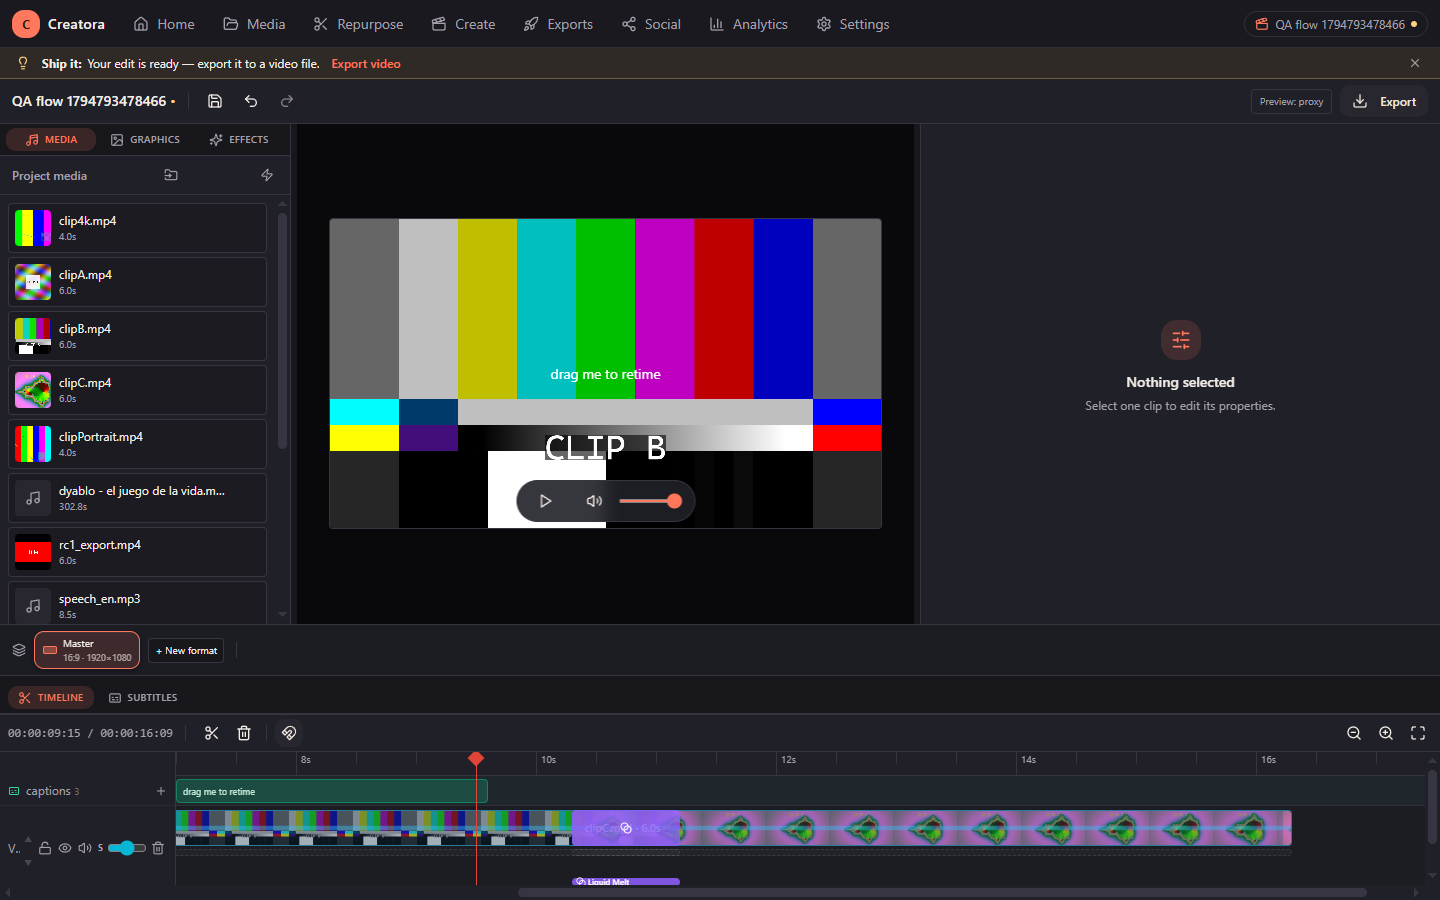 C Creatora Home Media Repurpose Create Exports Social Analytics Settings QA flow 1794793478466
Ship it: Your edit is ready — export it to a video file. Export video
QA flow 1794793478466 Preview: proxy Export
MEDIA GRAPHICS EFFECTS
Project media
clip4k.mp4
4.0s
clipA.mp4
6.0s
clipB.mp4
6.0s
clipC.mp4
6.0s
clipPortrait.mp4
4.0s
dyablo - el juego de la vida.m...
302.8s
rc1_export.mp4
6.0s
speech_en.mp3
8.5s
drag me to retime
CLIP B
Nothing selected
Select one clip to edit its properties.
Master
16:9 · 1920×1080
+ New format
TIMELINE SUBTITLES
00:00:09:15 / 00:00:16:09
8s 10s 12s 14s 16s
captions 3 +
drag me to retime
V.. S
clipC.mp4 · 6.0s
Liquid Melt